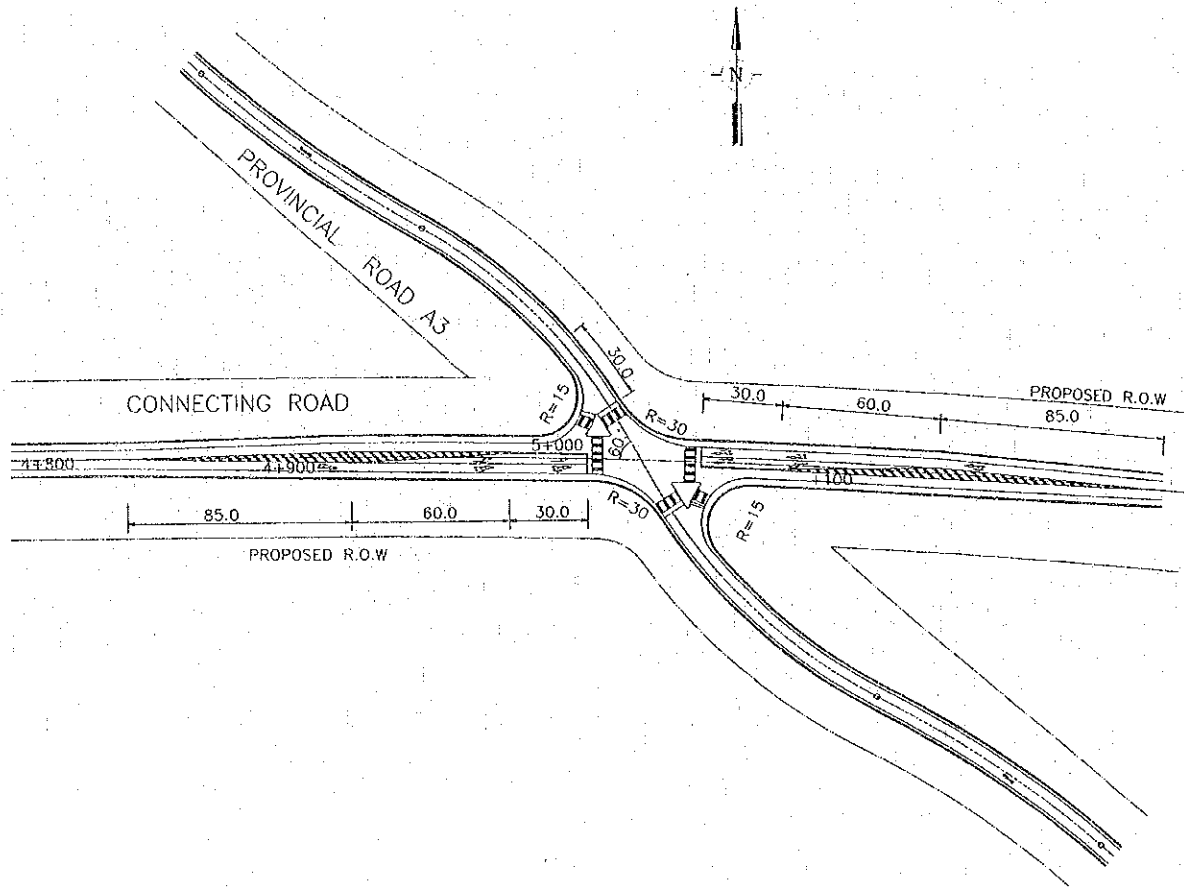 N
PROVINCIAL ROAD A3
30.0
PROPOSED R.O.W
30.0 60.0 85.0
CONNECTING ROAD
R=15
R=30
60
4+800
4+900
5+000
+100
R=30
R=15
85.0 60.0 30.0
PROPOSED R.O.W